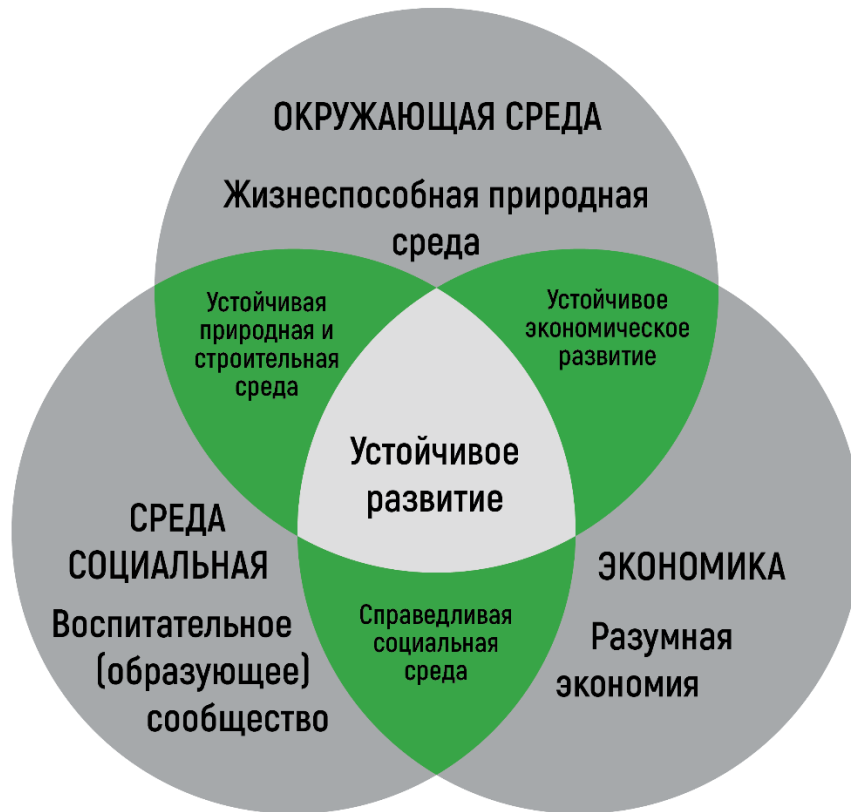 ОКРУЖАЮЩАЯ СРЕДА
Жизнеспособная природная
среда
Устойчивая
природная и
строительная
среда
Устойчивое
экономическое
развитие
Устойчивое
развитие
СРЕДА
СОЦИАЛЬНАЯ
Воспитательное
(образующее)
сообщество
Справедливая
социальная
среда
ЭКОНОМИКА
Разумная
экономия